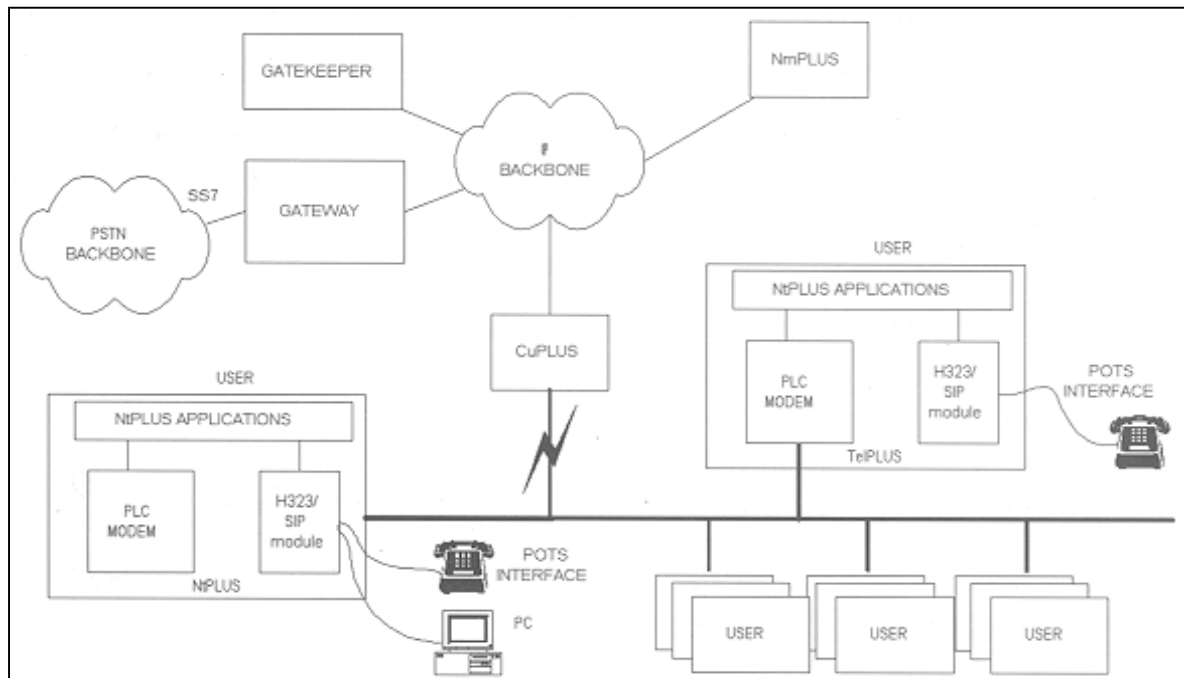 GATEKEEPER
NmPLUS
IP
BACKBONE
SS7
GATEWAY
PSTN
BACKBONE
USER
NtPLUS APPLICATIONS
CuPLUS
PLC
MODEM
H323/
SIP
module
POTS
INTERFACE
TelPLUS
USER
NtPLUS APPLICATIONS
PLC
MODEM
H323/
SIP
module
NtPLUS
POTS
INTERFACE
PC
USER
USER
USER